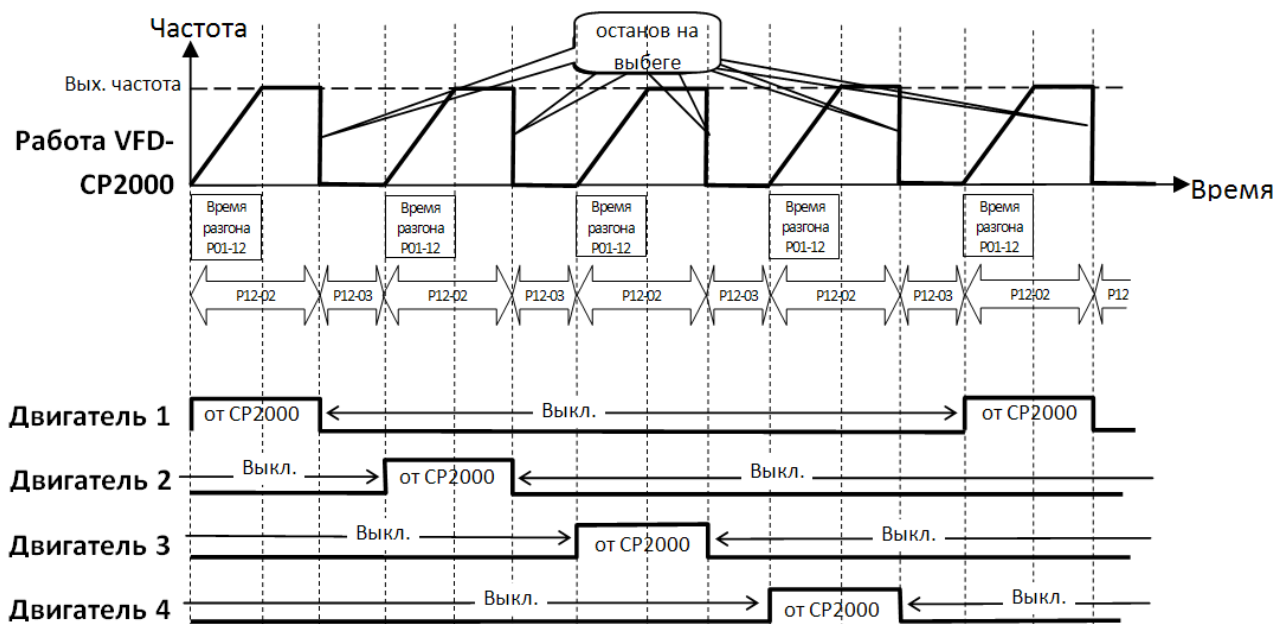 Частота
останов на
выбеге
Вых. частота
Работа VFD-
CP2000
Время
Время
разгона
P01-12
Время
разгона
P01-12
Время
разгона
P01-12
Время
разгона
P01-12
Время
разгона
P01-12
P12-02 P12-03 P12-02 P12-03 P12-02 P12-03 P12-02 P12-03 P12-02 P12
Двигатель 1 от CP2000 Выкл. от CP2000
Двигатель 2 Выкл. от CP2000 Выкл.
Двигатель 3 Выкл. от CP2000 Выкл.
Двигатель 4 Выкл. от CP2000 Выкл.